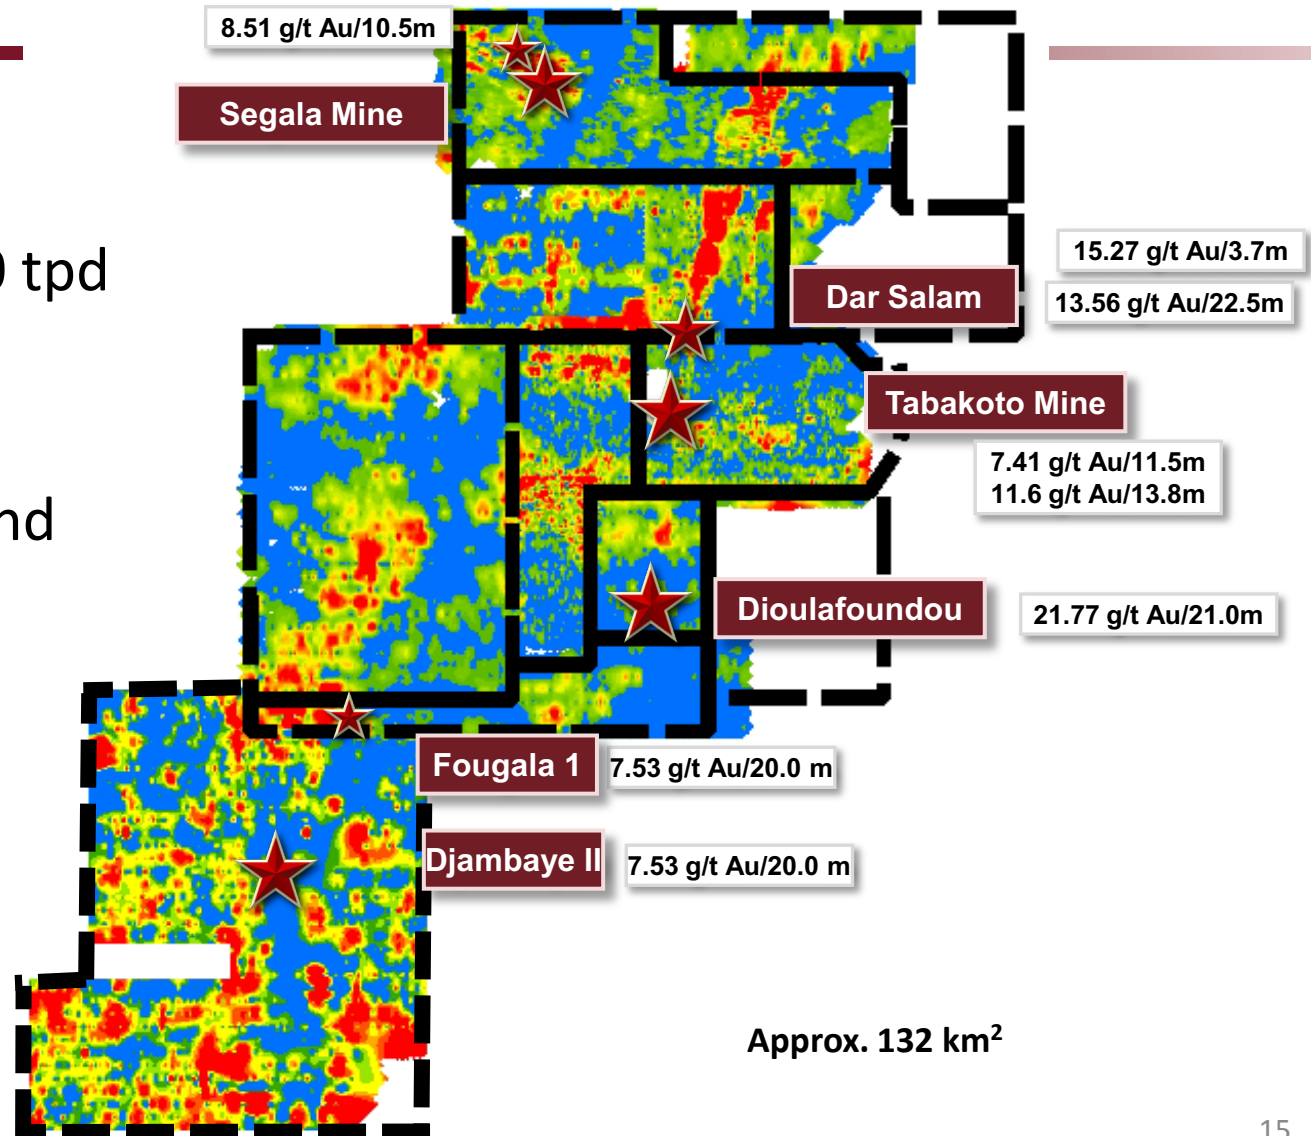 8.51 g/t Au/10.5m
Segala Mine
tpd
15.27 g/t Au/3.7m
Dar Salam
13.56 g/t Au/22.5m
Tabakoto Mine
7.41 g/t Au/11.5m
11.6 g/t Au/13.8m
nd
Dioulafoundou
21.77 g/t Au/21.0m
Fougala 1
7.53 g/t Au/20.0 m
Djambaye II
7.53 g/t Au/20.0 m
Approx. 132 km²
15